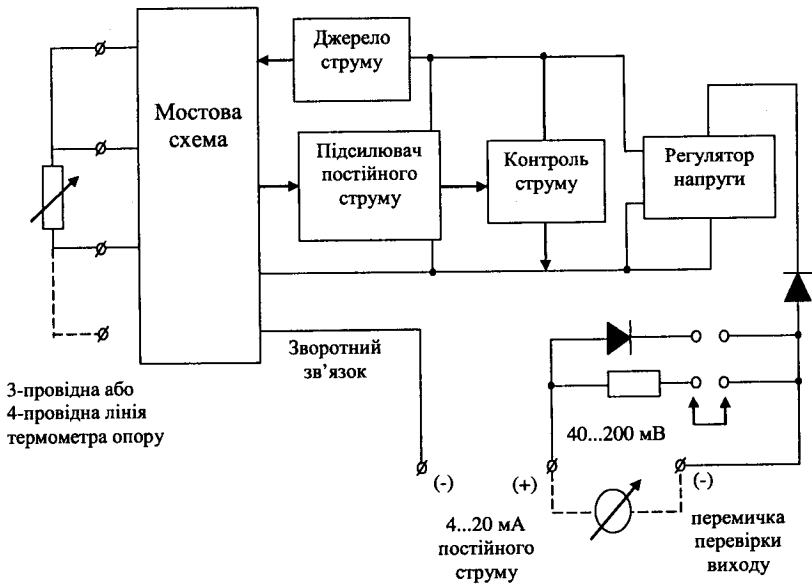 Джерело
струму
Мостова
схема
Підсилювач
постійного
струму
Контроль
струму
Регулятор
напруги
Зворотний
зв’язок
3-провідна або
4-провідна лінія
термометра опору
40...200 мВ
(-)
(+)
(-)
4...20 мА
постійного
струму
перемичка
перевірки
виходу